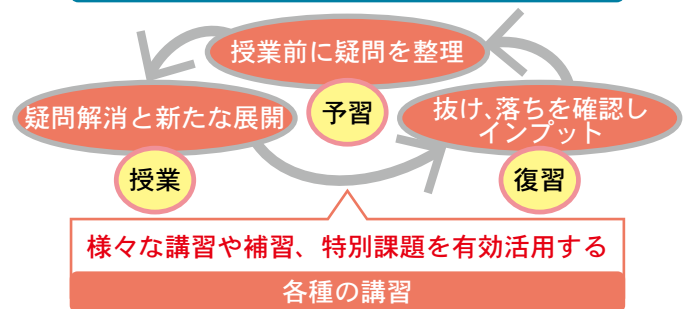 授業前に疑問を整理
予習
疑問解消と新たな展開
授業
抜け、落ちを確認し
インプット
復習
様々な講習や補習、特別課題を有効活用する
各種の講習